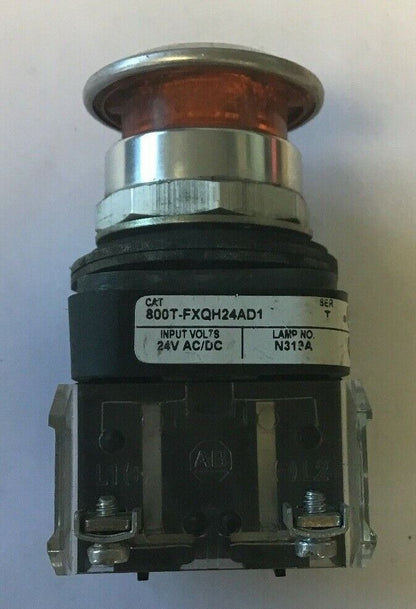 CAT SER
800T-FXQH24AD1 T
INPUT VOLTS LAMP NO.
24V AC/DC N313A
AB